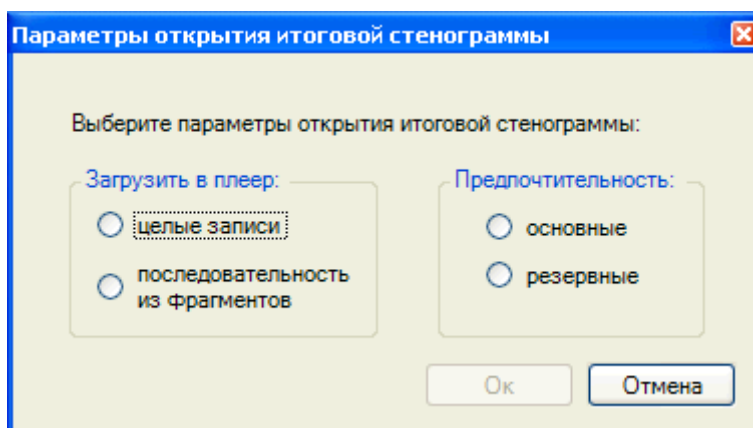 Параметры открытия итоговой стенограммы
Выберите параметры открытия итоговой стенограммы:
Загрузить в плеер:
целые записи
последовательность
из фрагментов
Предпочтительность:
основные
резервные
Ок
Отмена